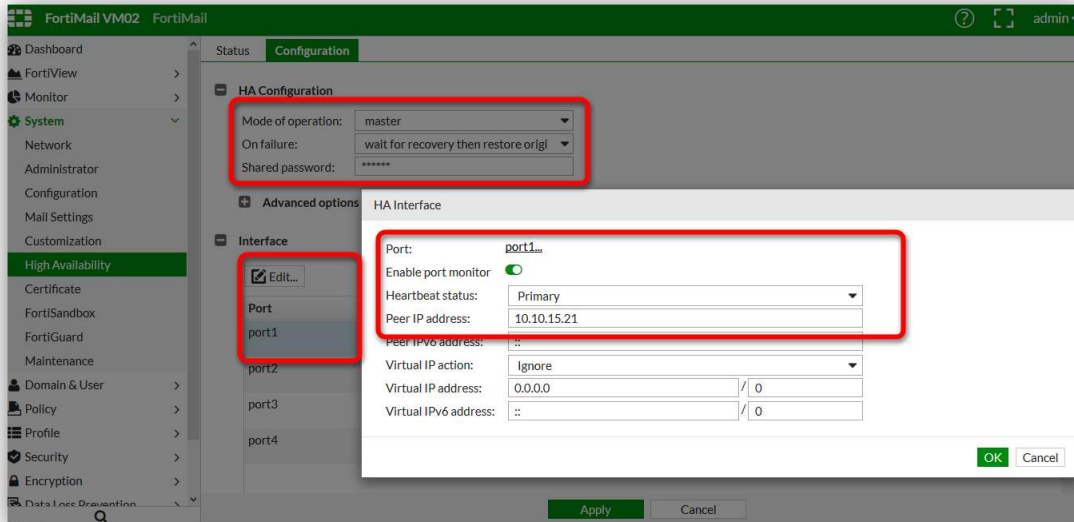 FortiMail VM02 FortiMail
admin
Dashboard
FortiView
Monitor
System
Network
Administrator
Configuration
Mail Settings
Customization
High Availability
Certificate
FortiSandbox
FortiGuard
Maintenance
Domain & User
Policy
Profile
Security
Encryption
Data Loss Prevention
Status Configuration
HA Configuration
Mode of operation: master
On failure: wait for recovery then restore origi
Shared password: ******
Advanced options
Interface
Edit...
Port
port1
port2
port3
port4
HA Interface
Port: port1...
Enable port monitor
Heartbeat status: Primary
Peer IP address: 10.10.15.21
Peer IPv6 address: ::
Virtual IP action: Ignore
Virtual IP address: 0.0.0.0 / 0
Virtual IPv6 address: :: / 0
OK Cancel
Apply Cancel